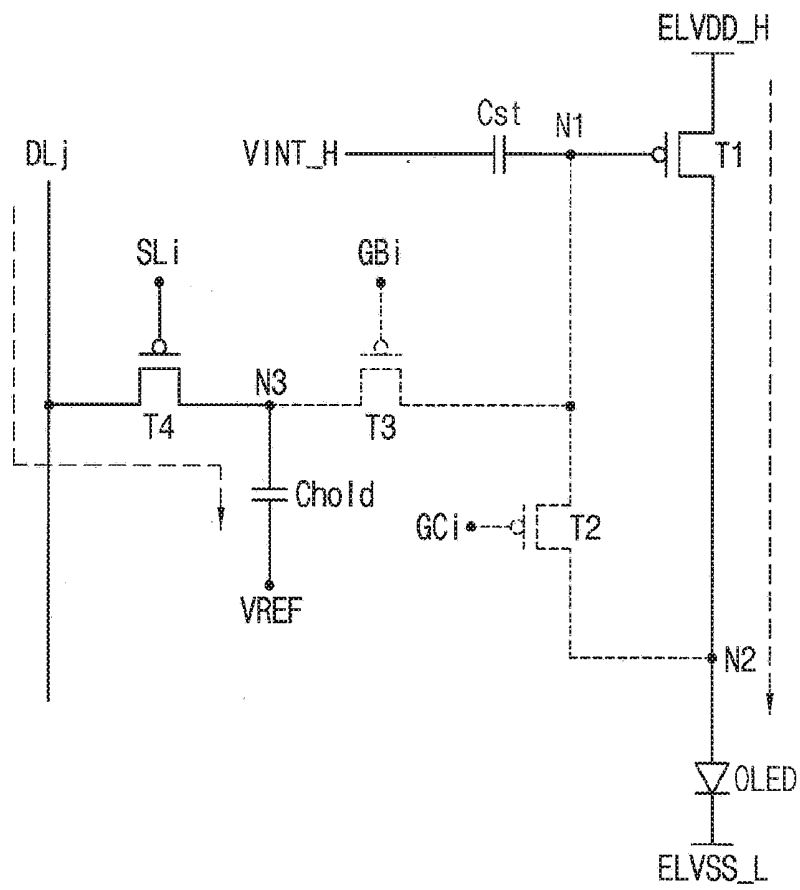 ELVDD_H
Cst
N1
DLj
VINT_H
T1
SLi
GBi
N3
T4
T3
Chold
GCi
T2
VREF
N2
OLED
ELVSS_L